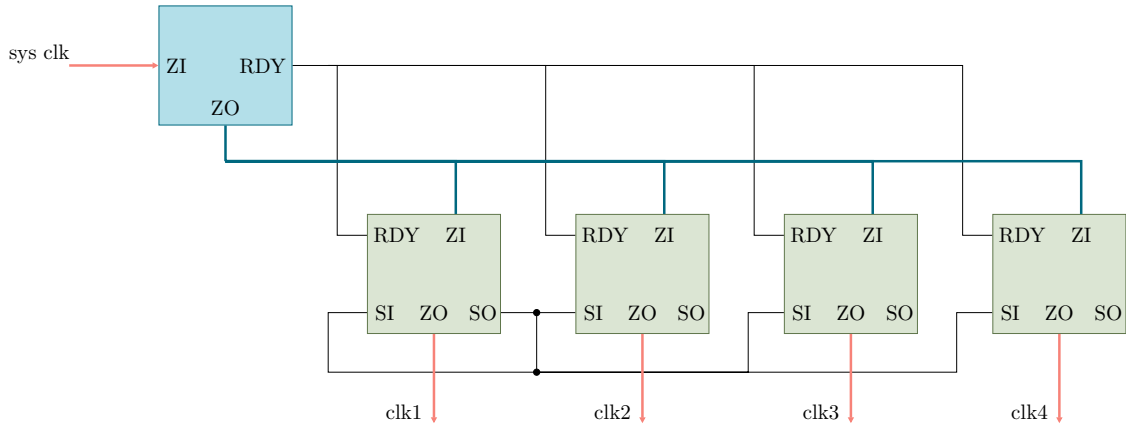 sys clk
ZI RDY
ZO
RDY ZI
SI ZO SO
RDY ZI
SI ZO SO
RDY ZI
SI ZO SO
RDY ZI
SI ZO SO
clk1
clk2
clk3
clk4